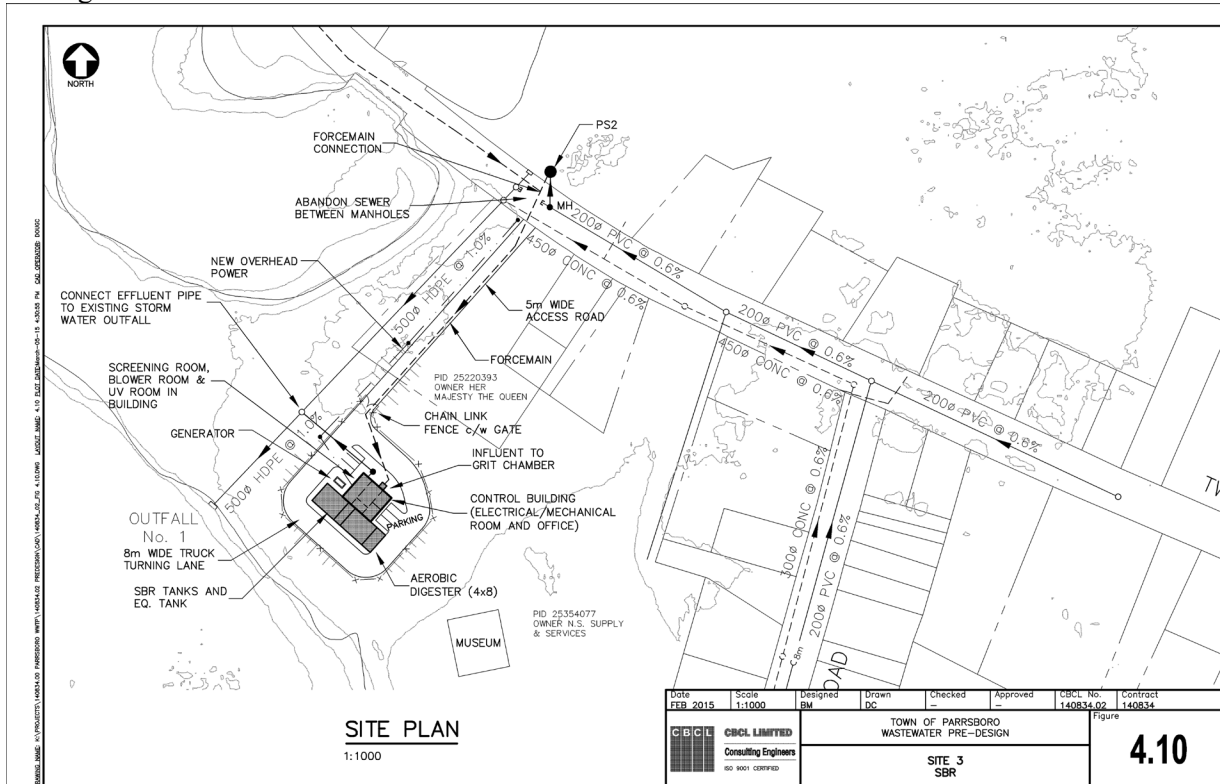 NORTH
PS2
FORCEMAIN
CONNECTION
ABANDON SEWER
BETWEEN MANHOLES
MH
200ø PVC @ 0.6%
450ø CONC @ 0.6%
NEW OVERHEAD
POWER
500ø HDPE @ 1.0%
5m WIDE
ACCESS ROAD
CONNECT EFFLUENT PIPE
TO EXISTING STORM
WATER OUTFALL
200ø PVC @ 0.6%
450ø CONC @ 0.6%
FORCEMAIN
SCREENING ROOM,
BLOWER ROOM &
UV ROOM IN
BUILDING
PID 25220393
OWNER HER
MAJESTY THE QUEEN
200ø PVC @ 0.6%
CHAIN LINK
FENCE c/w GATE
GENERATOR
500ø HDPE @ 1.0%
INFLUENT TO
GRIT CHAMBER
CONTROL BUILDING
(ELECTRICAL/MECHANICAL
ROOM AND OFFICE)
PARKING
300ø CONC @ 0.6%
200ø PVC @ 0.6%
OUTFALL
No. 1
8m WIDE TRUCK
TURNING LANE
SBR TANKS AND
EQ. TANK
AEROBIC
DIGESTER (4x8)
PID 25354077
OWNER N.S. SUPPLY
& SERVICES
MUSEUM
8m
OAD
TW
SITE PLAN
1:1000
Date Scale Designed Drawn Checked Approved CBCL No. Contract
FEB 2015 1:1000 BM DC - - 140834.02 140834
CBCL
CBCL LIMITED
Consulting Engineers
ISO 9001 CERTIFIED
TOWN OF PARRSBORO
WASTEWATER PRE-DESIGN
SITE 3
SBR
Figure
4.10